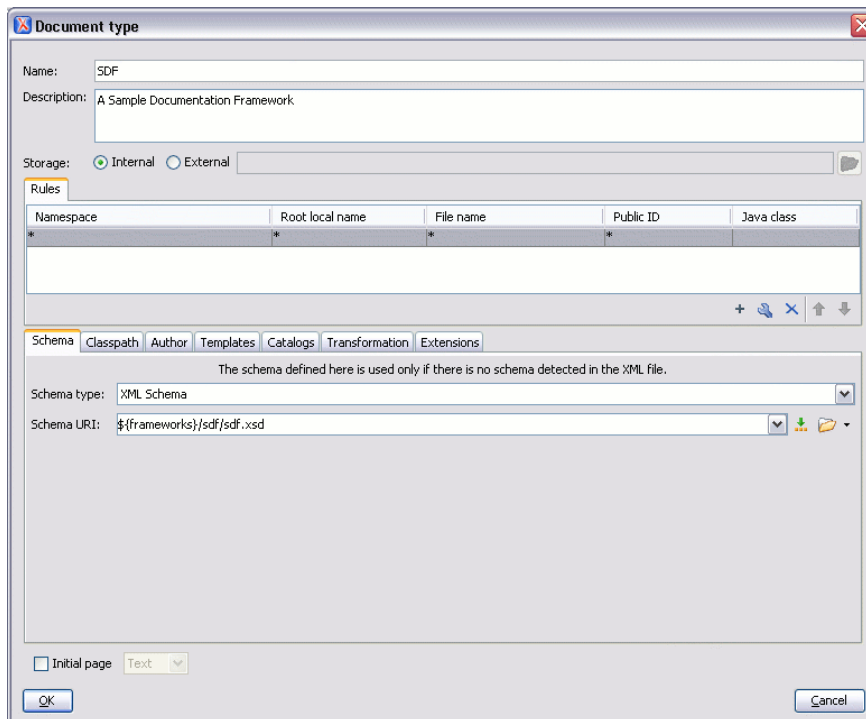 Document type
Name: SDF
Description: A Sample Documentation Framework
Storage: Internal External
Rules
Namespace Root local name File name Public ID Java class
* * * *
Schema Classpath Author Templates Catalogs Transformation Extensions
The schema defined here is used only if there is no schema detected in the XML file.
Schema type: XML Schema
Schema URI: ${frameworks}/sdf/sdf.xsd
Initial page Text
OK Cancel